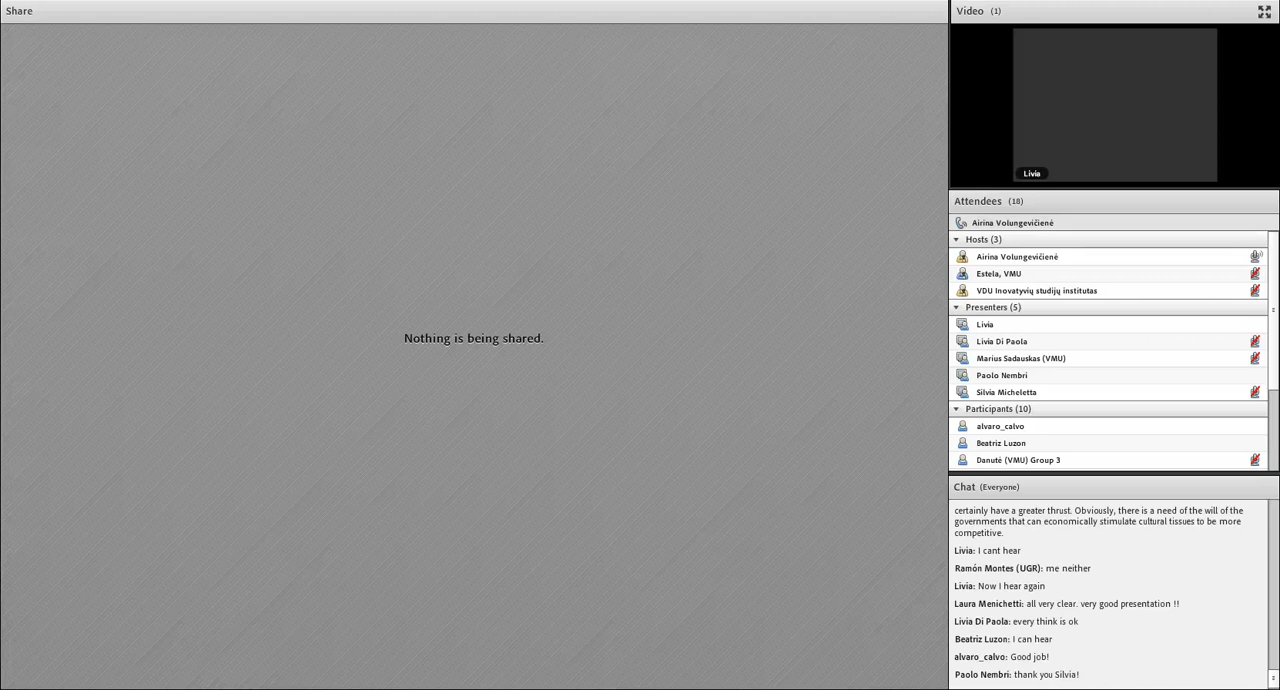 Share
Nothing is being shared.
Video (1)
Livia
Attendees (18)
Airina Volungevičienė
Hosts (3)
Airina Volungevičienė
Estela, VMU
VDU Inovatyvių studijų institutas
Presenters (5)
Livia
Livia Di Paola
Marius Sadauskas (VMU)
Paolo Nembri
Silvia Micheletta
Participants (10)
alvaro_calvo
Beatriz Luzon
Danutė (VMU) Group 3
Chat (Everyone)
certainly have a greater thrust. Obviously, there is a need of the will of the
governments that can economically stimulate cultural tissues to be more
competitive.
Livia: I cant hear
Ramón Montes (UGR): me neither
Livia: Now I hear again
Laura Menichetti: all very clear. very good presentation !!
Livia Di Paola: every think is ok
Beatriz Luzon: I can hear
alvaro_calvo: Good job!
Paolo Nembri: thank you Silvia!